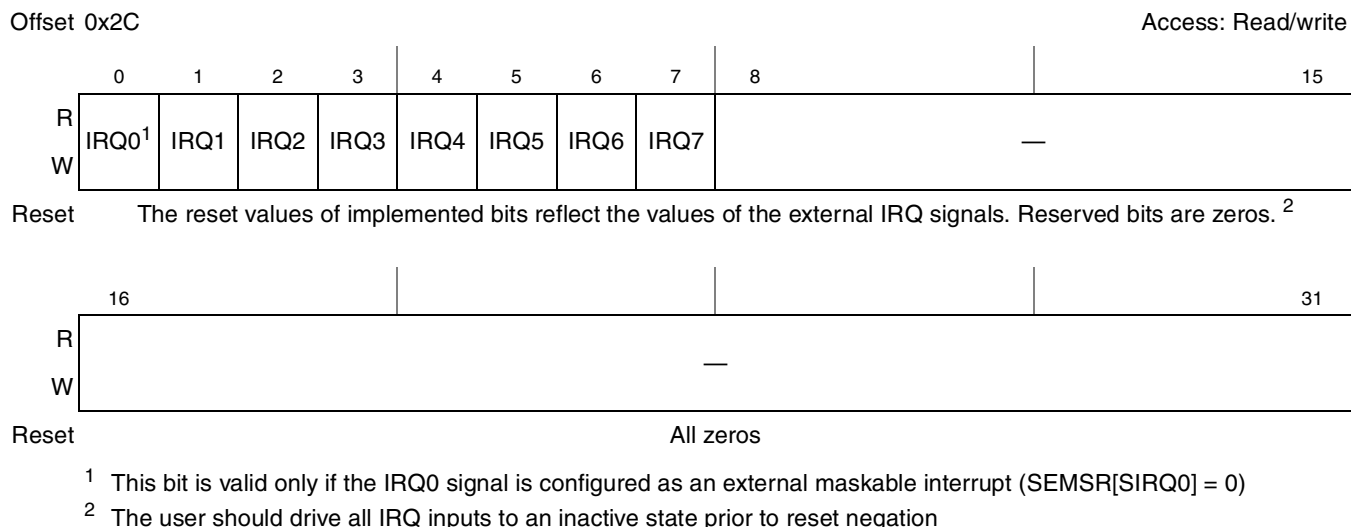 Offset 0x2C Access: Read/write
0 1 2 3 4 5 6 7 8 15
R
IRQ0¹ IRQ1 IRQ2 IRQ3 IRQ4 IRQ5 IRQ6 IRQ7 —
W
Reset The reset values of implemented bits reflect the values of the external IRQ signals. Reserved bits are zeros. ²
16 31
R
—
W
Reset All zeros
¹ This bit is valid only if the IRQ0 signal is configured as an external maskable interrupt (SEMSR[SIRQ0] = 0)
² The user should drive all IRQ inputs to an inactive state prior to reset negation